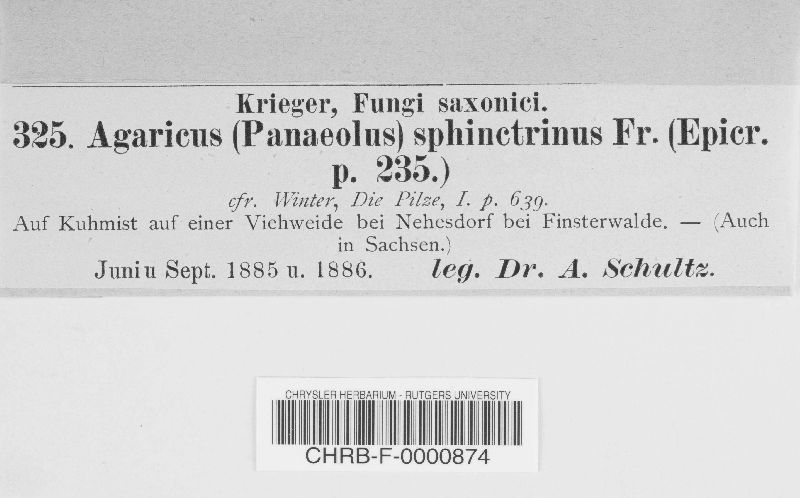 Krieger, Fungi saxonici.
325. Agaricus (Panaeolus) sphinctrinus Fr. (Epicr.
p. 235.)
cfr. Winter, Die Pilze, I. p. 639.
Auf Kuhmist auf einer Viehweide bei Nehesdorf bei Finsterwalde. — (Auch
in Sachsen.)
Juni u Sept. 1885 u. 1886. leg. Dr. A. Schultz.
CHRYSLER HERBARIUM - RUTGERS UNIVERSITY
CHRB-F-0000874